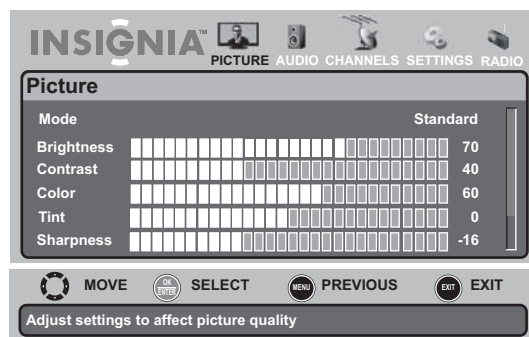 INSIGNIA™
PICTURE AUDIO CHANNELS SETTINGS RADIO
Picture
Mode Standard
Brightness 70
Contrast 40
Color 60
Tint 0
Sharpness -16
MOVE OK ENTER SELECT MENU PREVIOUS EXIT EXIT
Adjust settings to affect picture quality